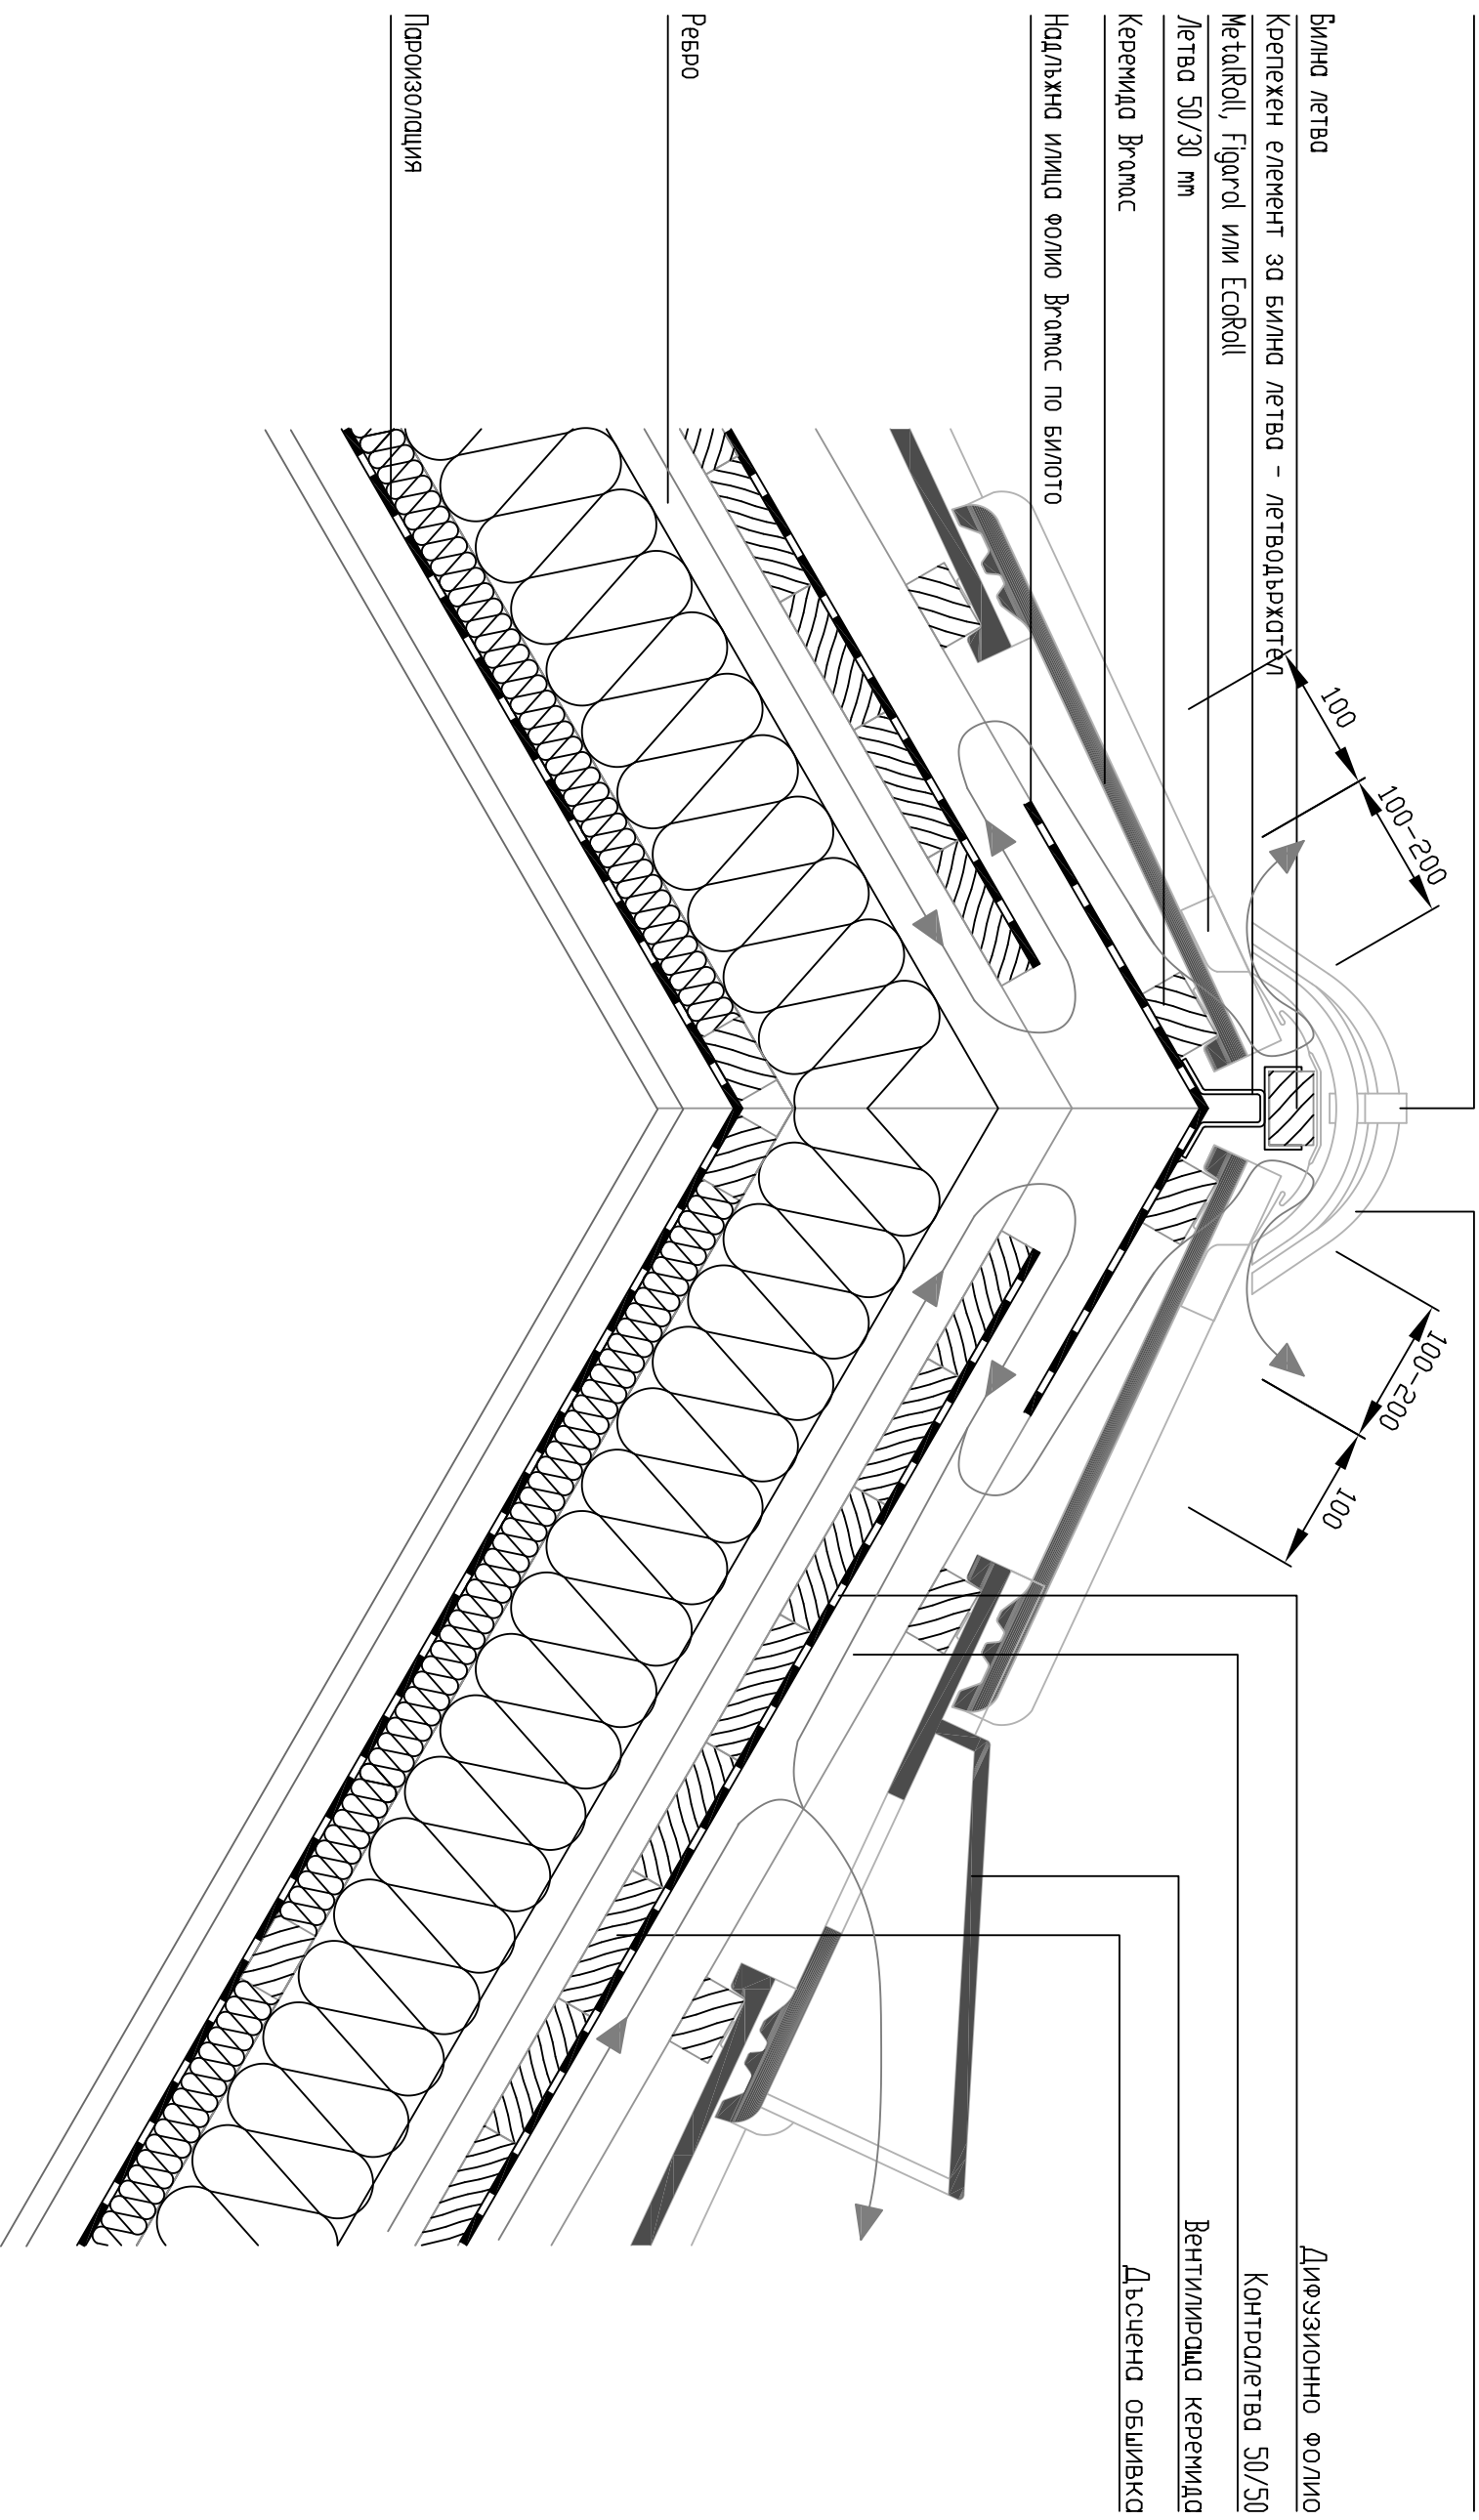 Билна летва
Крепежен елемент за билна летва - летводържател
MetalRoll, Figarol или EcoRoll
Летва 50/30 mm
Керемида Bramac
Надлъжна ивица фолио Bramac по билото
Ребро
Пароизолация
100
100-200
100-200
100
Дифузионно фолио
Контралетва 50/50
Вентилираща керемида
Дъсчена обшивка